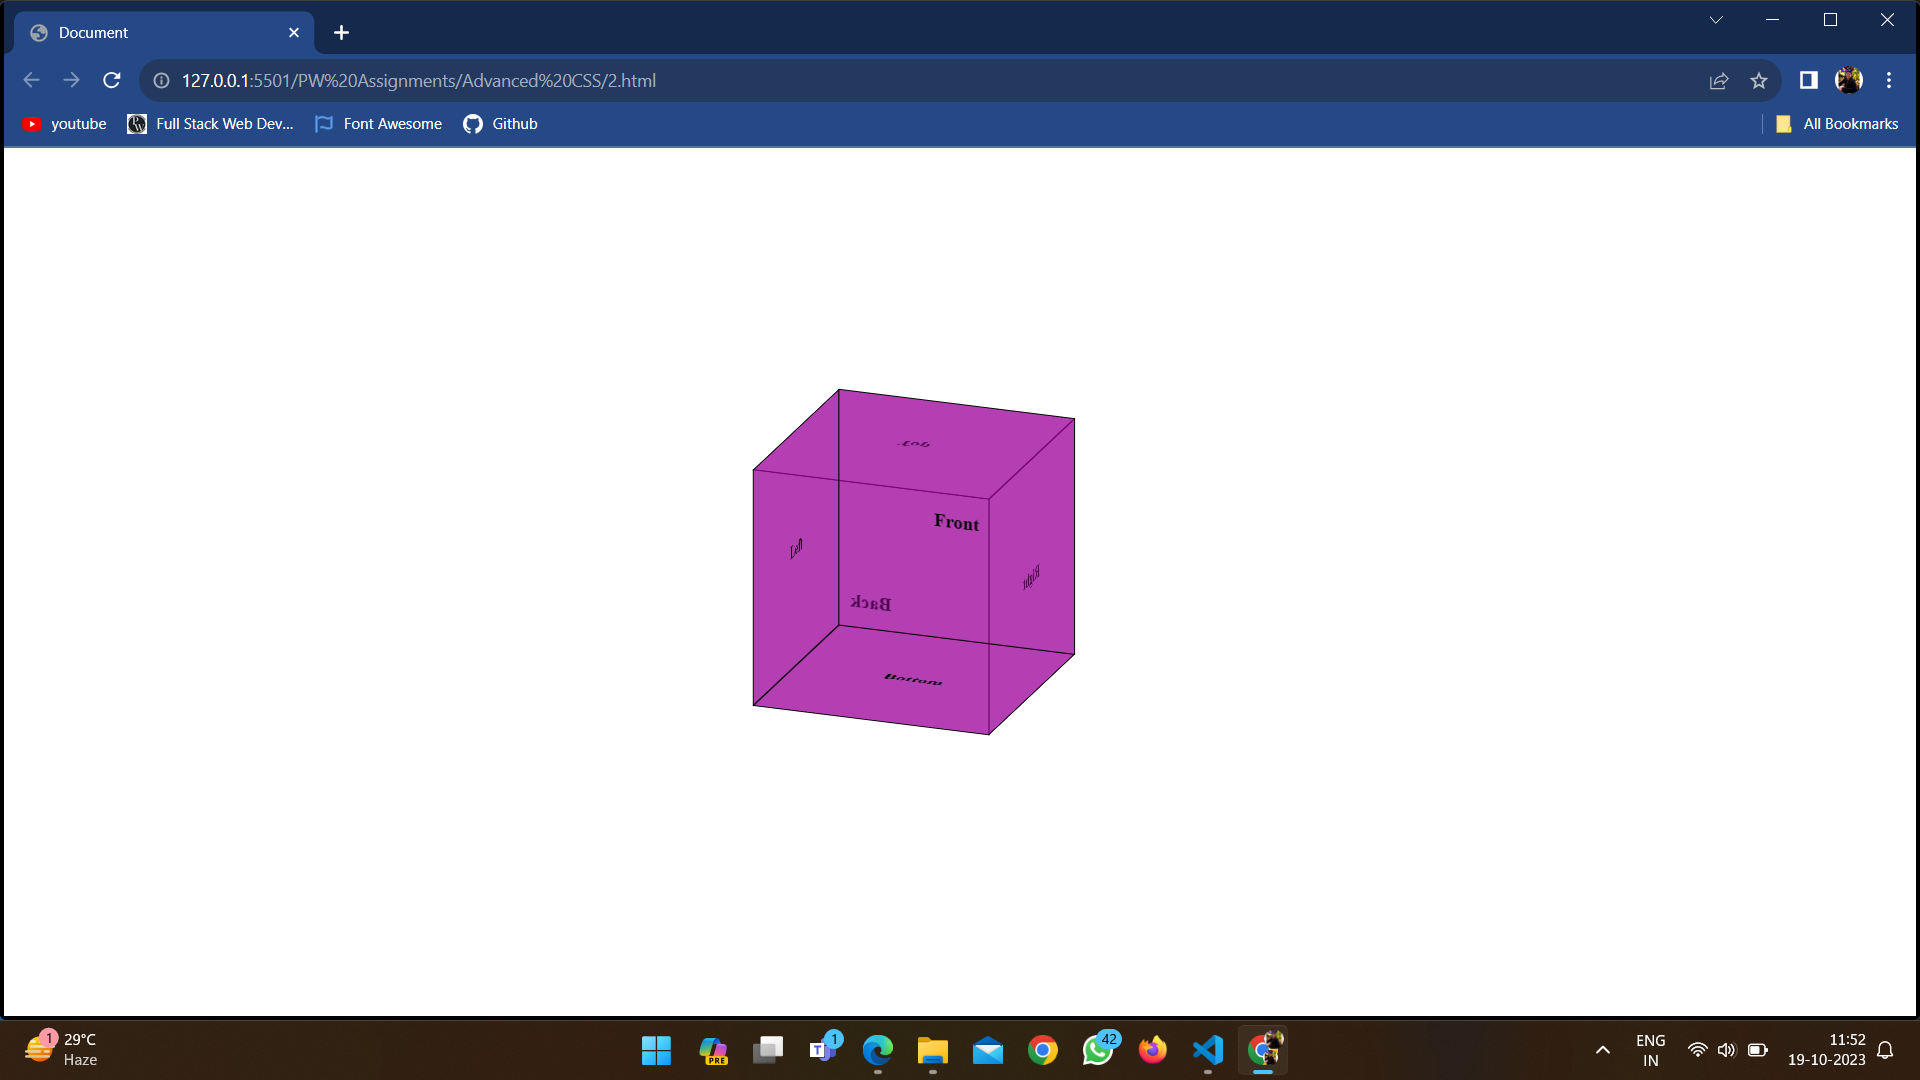 Document
127.0.0.1:5501/PW%20Assignments/Advanced%20CSS/2.html
youtube
Full Stack Web Dev...
Font Awesome
Github
All Bookmarks
Top
Front
Left
Right
Back
Bottom
1
29°C
Haze
PRE
T
1
42
ENG
IN
11:52
19-10-2023